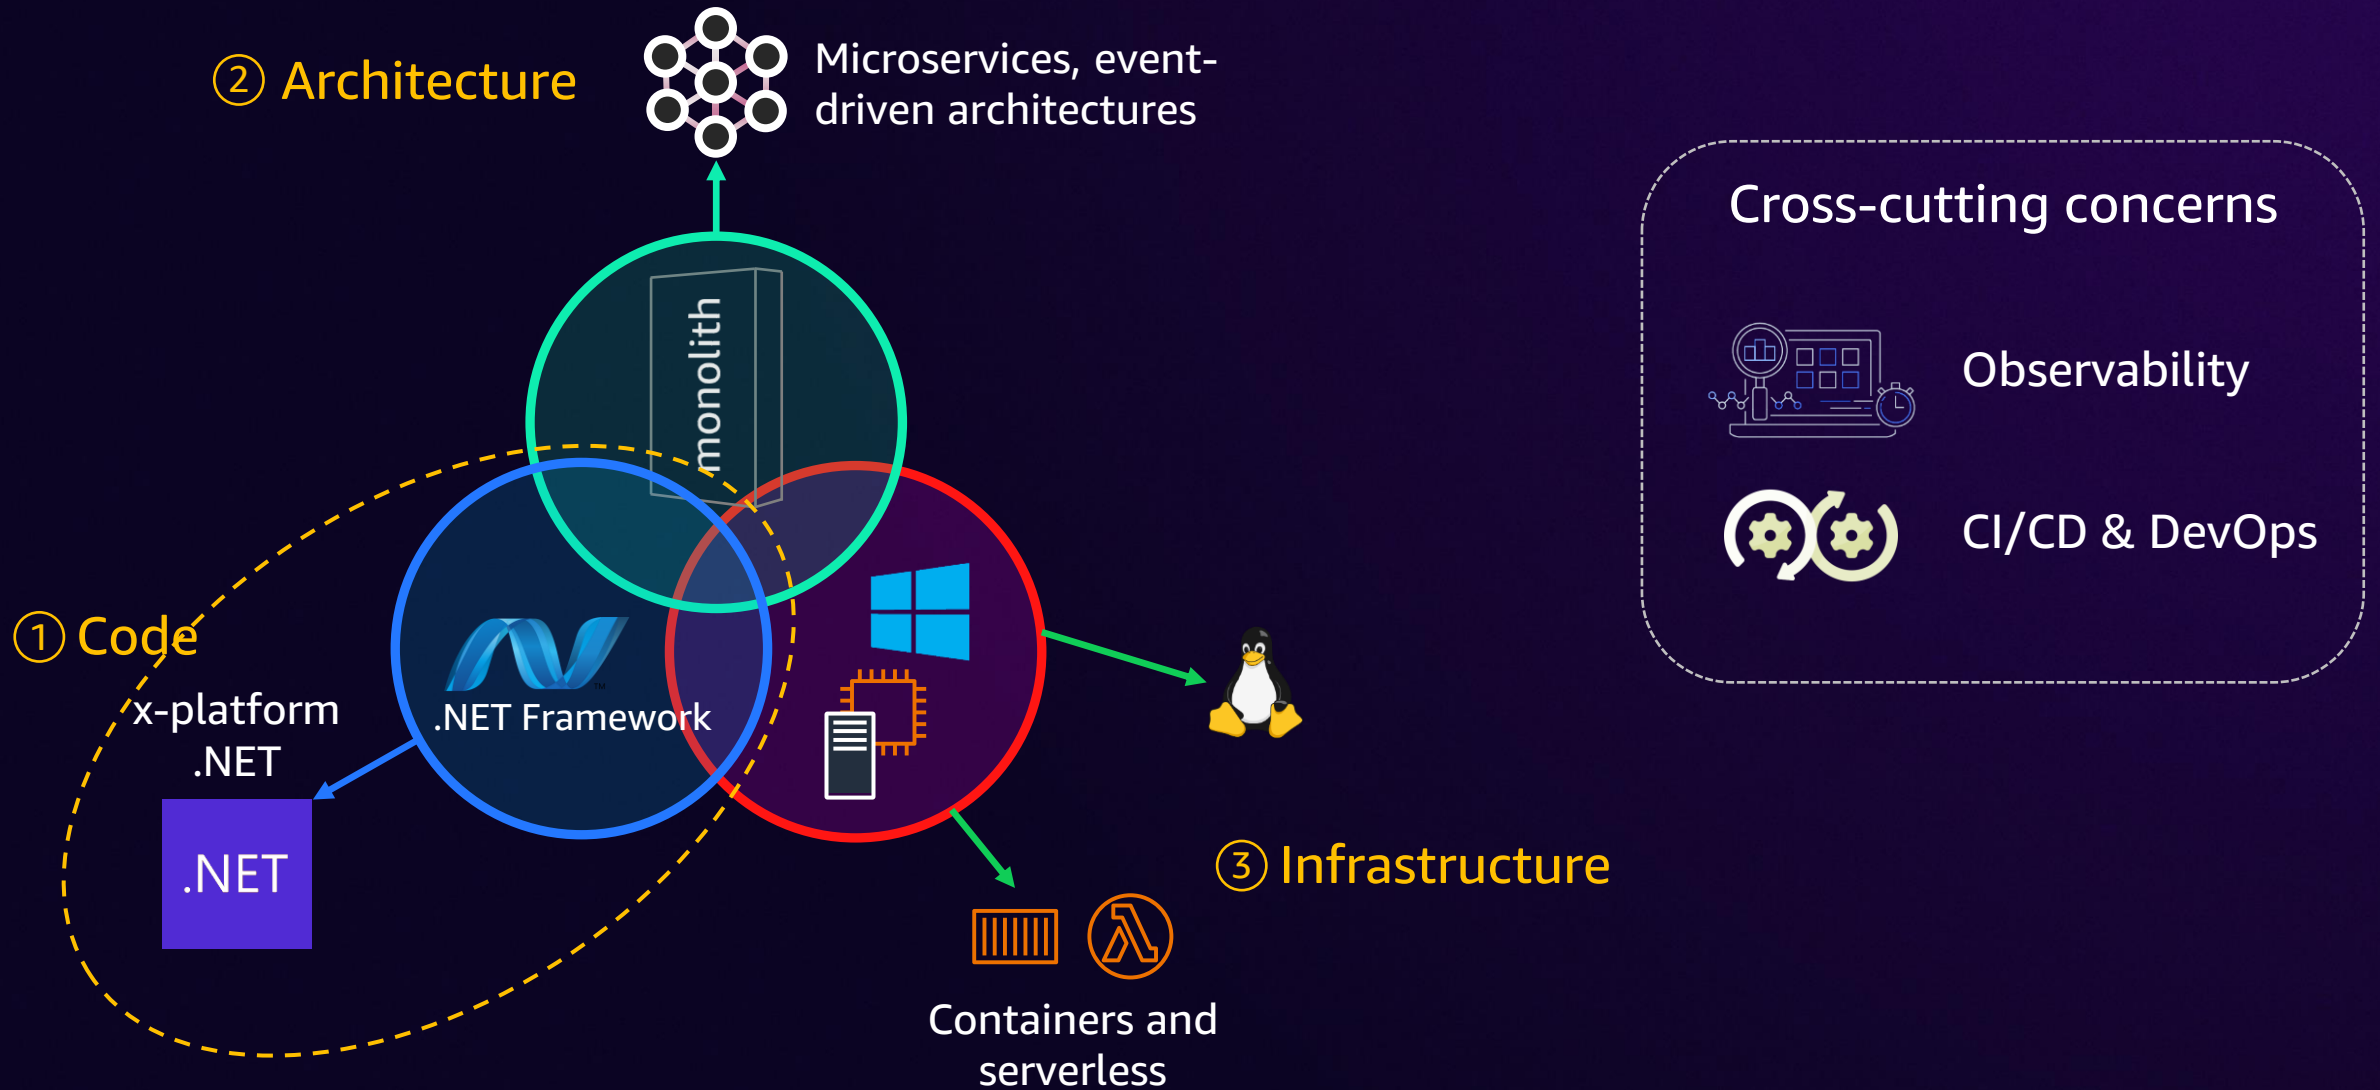 ② Architecture
Microservices, event-
driven architectures
monolith
① Code
x-platform
.NET
.NET
.NET Framework
TM
③ Infrastructure
Containers and
serverless
Cross-cutting concerns
Observability
CI/CD & DevOps